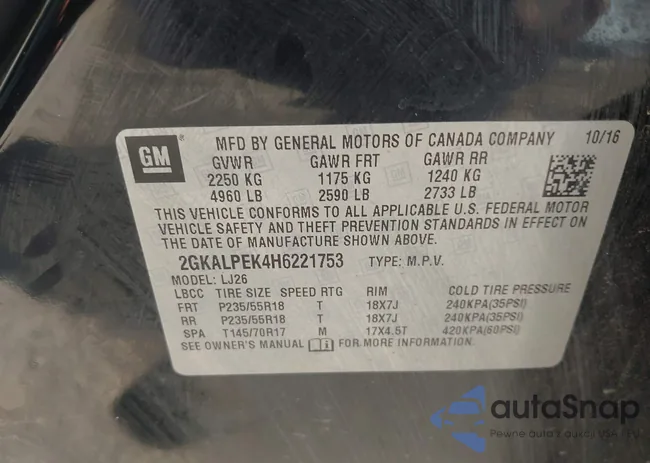 GM
MFD BY GENERAL MOTORS OF CANADA COMPANY 10/16
GVWR GAWR FRT GAWR RR
2250 KG 1175 KG 1240 KG
4960 LB 2590 LB 2733 LB
THIS VEHICLE CONFORMS TO ALL APPLICABLE U.S. FEDERAL MOTOR
VEHICLE SAFETY AND THEFT PREVENTION STANDARDS IN EFFECT ON
THE DATE OF MANUFACTURE SHOWN ABOVE.
2GKALPEK4H6221753 TYPE: M.P.V.
MODEL: LJ26
LBCC TIRE SIZE SPEED RTG RIM COLD TIRE PRESSURE
FRT P235/55R18 T 18X7J 240KPA(35PSI)
RR P235/55R18 T 18X7J 240KPA(35PSI)
SPA T145/70R17 M 17X4.5T 420KPA(60PSI)
SEE OWNER'S MANUAL FOR MORE INFORMATION.
autaSnap